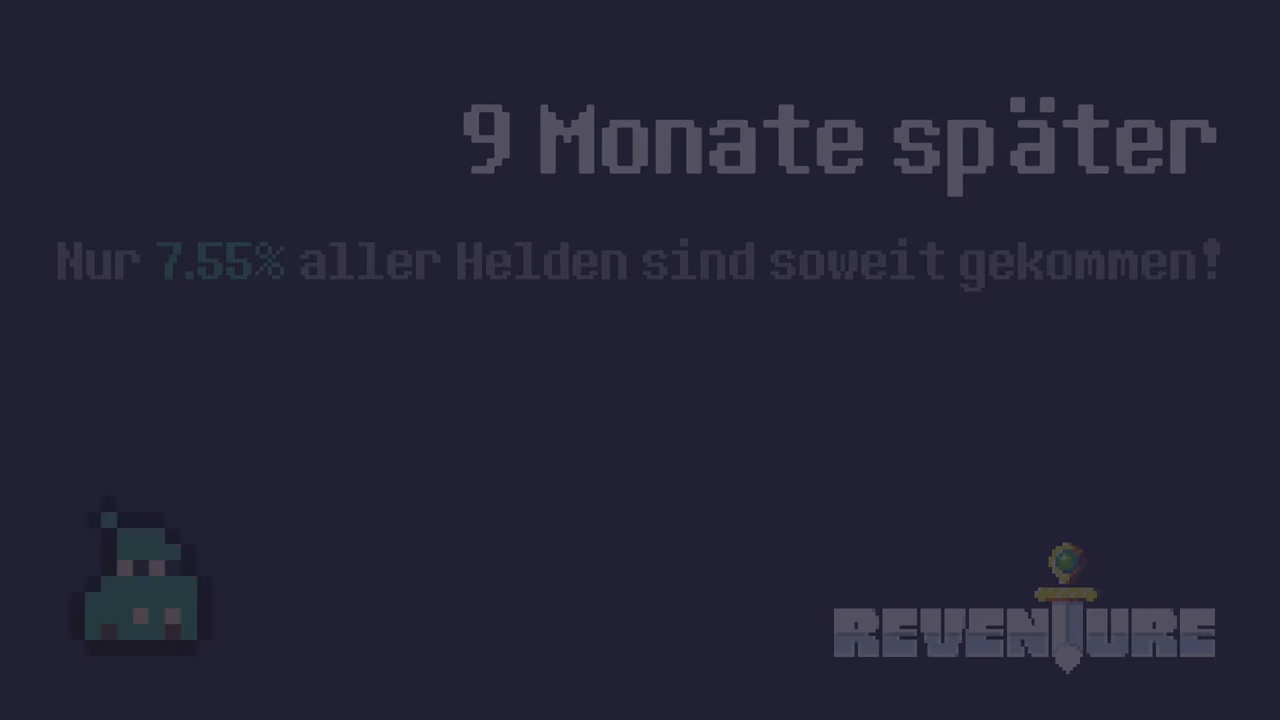 9 Monate später
Nur 7.55% aller Helden sind soweit gekommen!
REVENTURE